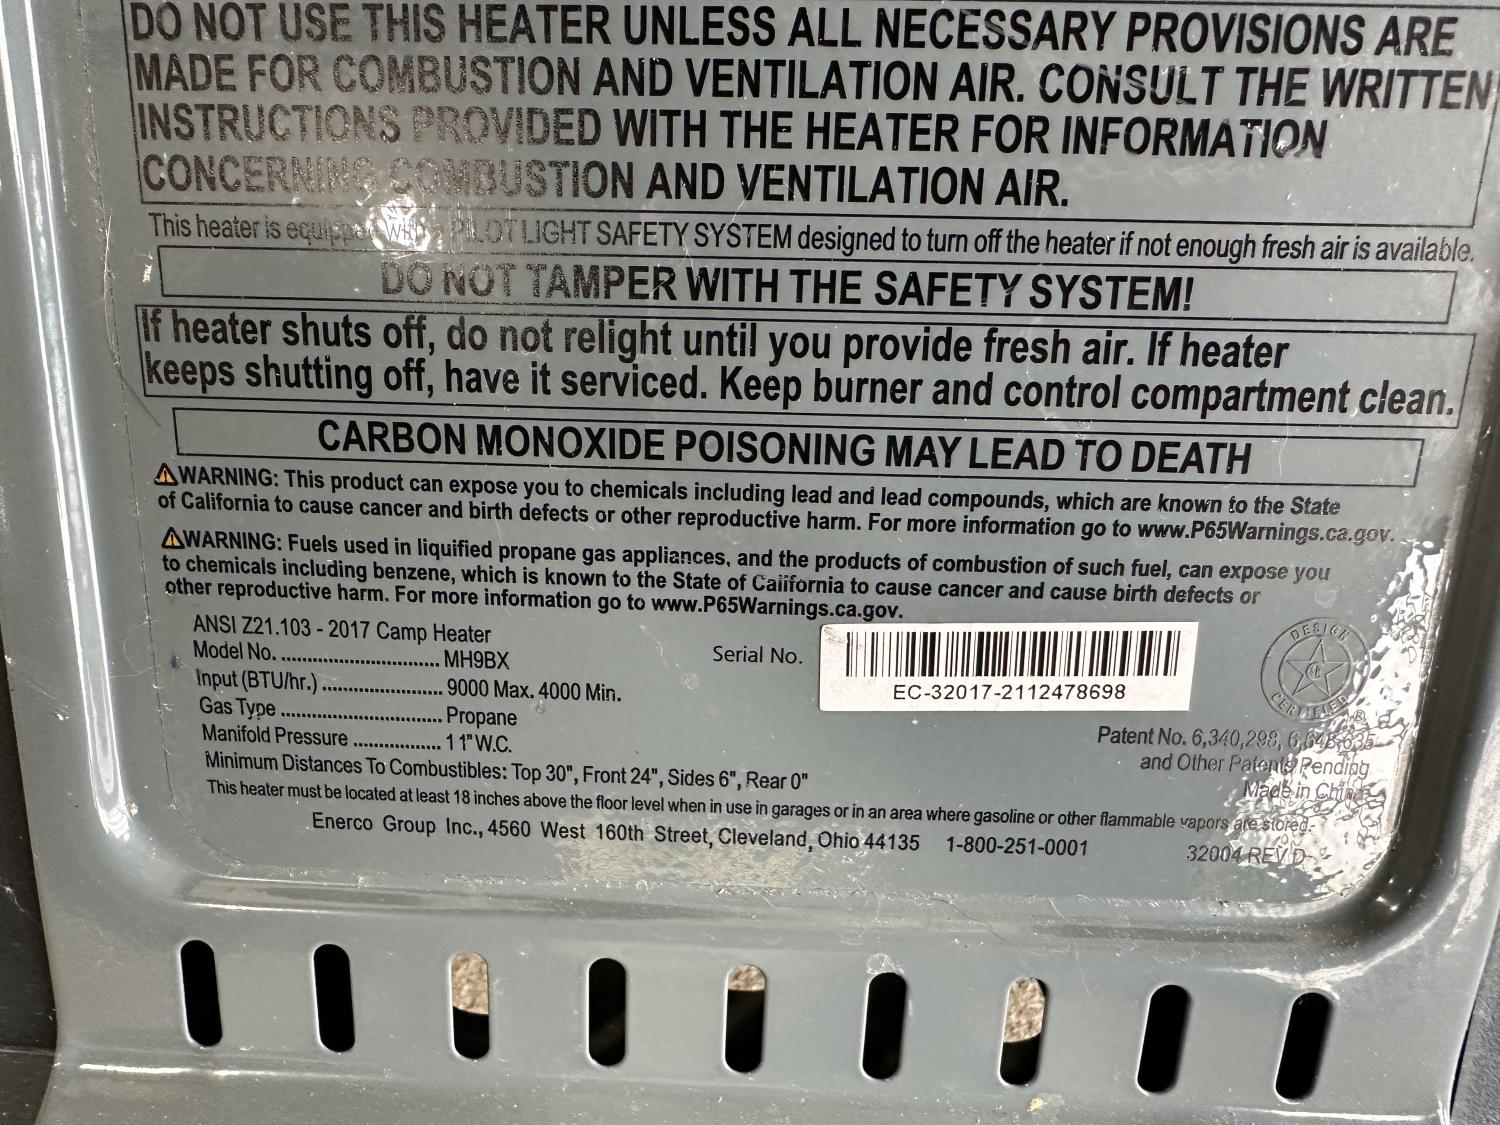 DO NOT USE THIS HEATER UNLESS ALL NECESSARY PROVISIONS ARE
MADE FOR COMBUSTION AND VENTILATION AIR. CONSULT THE WRITTEN
INSTRUCTIONS PROVIDED WITH THE HEATER FOR INFORMATION
CONCERNING COMBUSTION AND VENTILATION AIR.
This heater is equipped with a PILOT LIGHT SAFETY SYSTEM designed to turn off the heater if not enough fresh air is available.
DO NOT TAMPER WITH THE SAFETY SYSTEM!
If heater shuts off, do not relight until you provide fresh air. If heater
keeps shutting off, have it serviced. Keep burner and control compartment clean.
CARBON MONOXIDE POISONING MAY LEAD TO DEATH
⚠WARNING: This product can expose you to chemicals including lead and lead compounds, which are known to the State
of California to cause cancer and birth defects or other reproductive harm. For more information go to www.P65Warnings.ca.gov.
⚠WARNING: Fuels used in liquified propane gas appliances, and the products of combustion of such fuel, can expose you
to chemicals including benzene, which is known to the State of California to cause cancer and cause birth defects or
other reproductive harm. For more information go to www.P65Warnings.ca.gov.
ANSI Z21.103 - 2017 Camp Heater
Model No. ............................ MH9BX
Input (BTU/hr.) ..................... 9000 Max. 4000 Min.
Gas Type ............................ Propane
Manifold Pressure ................ 11" W.C.
Minimum Distances To Combustibles: Top 30", Front 24", Sides 6", Rear 0"
This heater must be located at least 18 inches above the floor level when in use in garages or in an area where gasoline or other flammable vapors are stored.
Enerco Group Inc., 4560 West 160th Street, Cleveland, Ohio 44135 1-800-251-0001
Serial No.
EC-32017-2112478698
DESIGN
CERTIFIED
®
Patent No. 6,340,298, 6,648,635
and Other Patents Pending
Made in China
32004 REV D